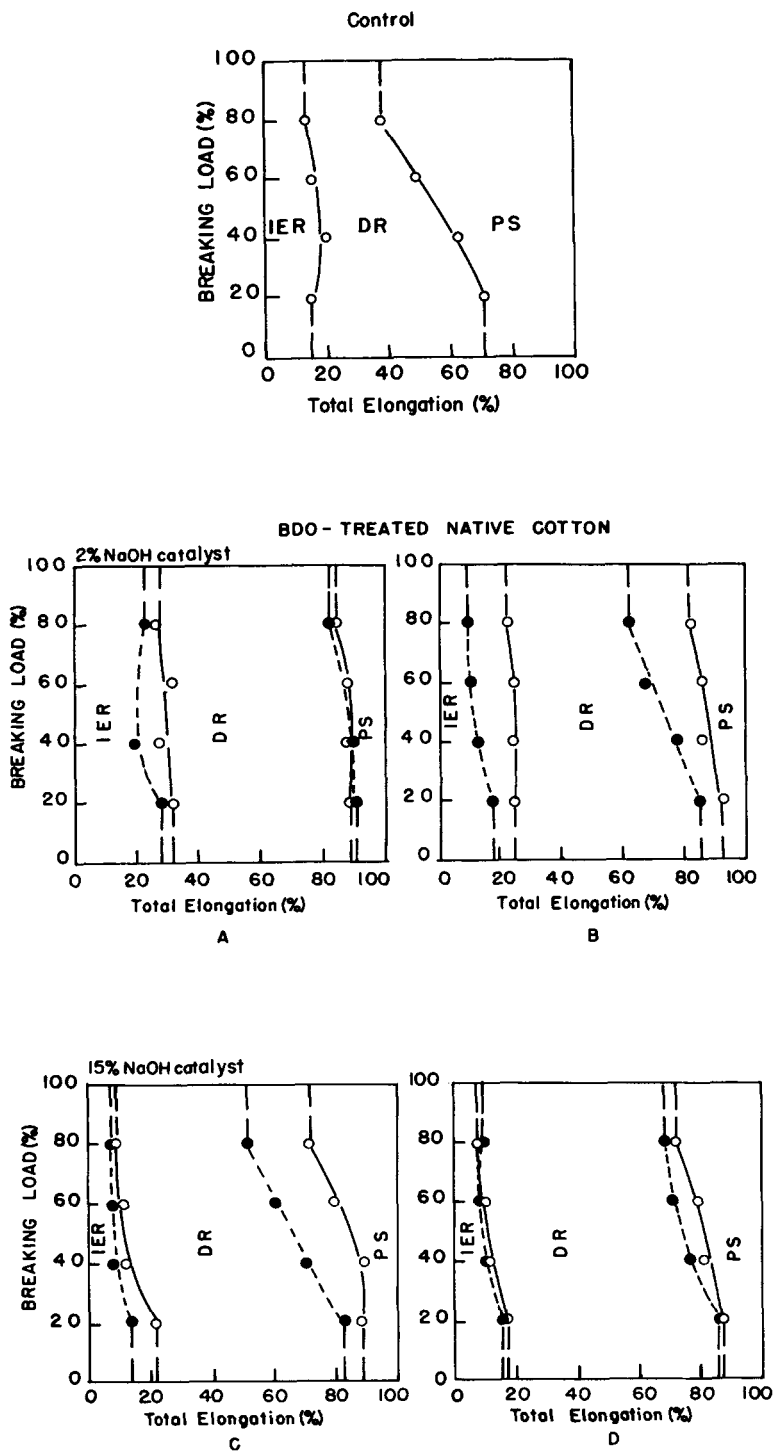 Control
BREAKING LOAD (%)
100
80
60
40
20
0
IER DR PS
0 20 40 60 80 100
Total Elongation (%)
BDO-TREATED NATIVE COTTON
2% NaOH catalyst
BREAKING LOAD (%)
100
80
60
40
20
0
IER
DR
PS
0 20 40 60 80 100
Total Elongation (%)
A
100
80
60
40
20
0
IER
DR
PS
0 20 40 60 80 100
Total Elongation (%)
B
15% NaOH catalyst
BREAKING LOAD (%)
100
80
60
40
20
0
IER
DR
PS
0 20 40 60 80 100
Total Elongation (%)
C
100
80
60
40
20
0
IER
DR
PS
0 20 40 60 80 100
Total Elongation (%)
D